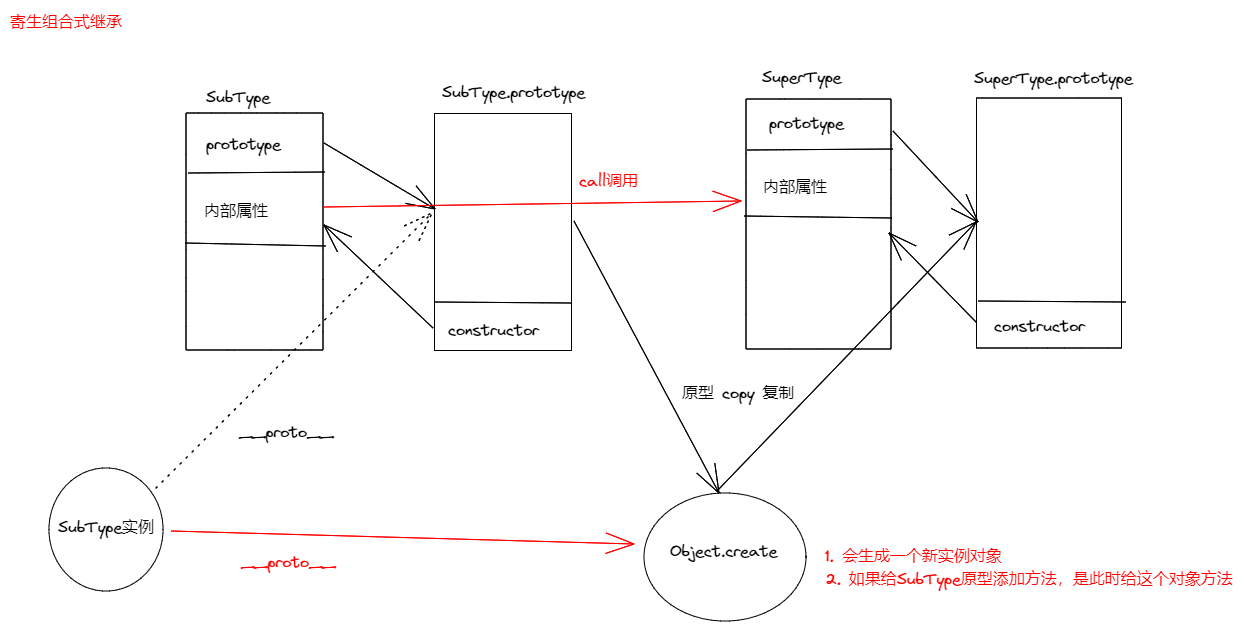 寄生组合式继承
SubType
SubType.prototype
SuperType
SuperType.prototype
prototype
内部属性
constructor
call调用
prototype
内部属性
constructor
原型 copy 复制
__proto__
SubType实例
__proto__
Object.create
1. 会生成一个新实例对象
2. 如果给SubType原型添加方法，是此时给这个对象方法